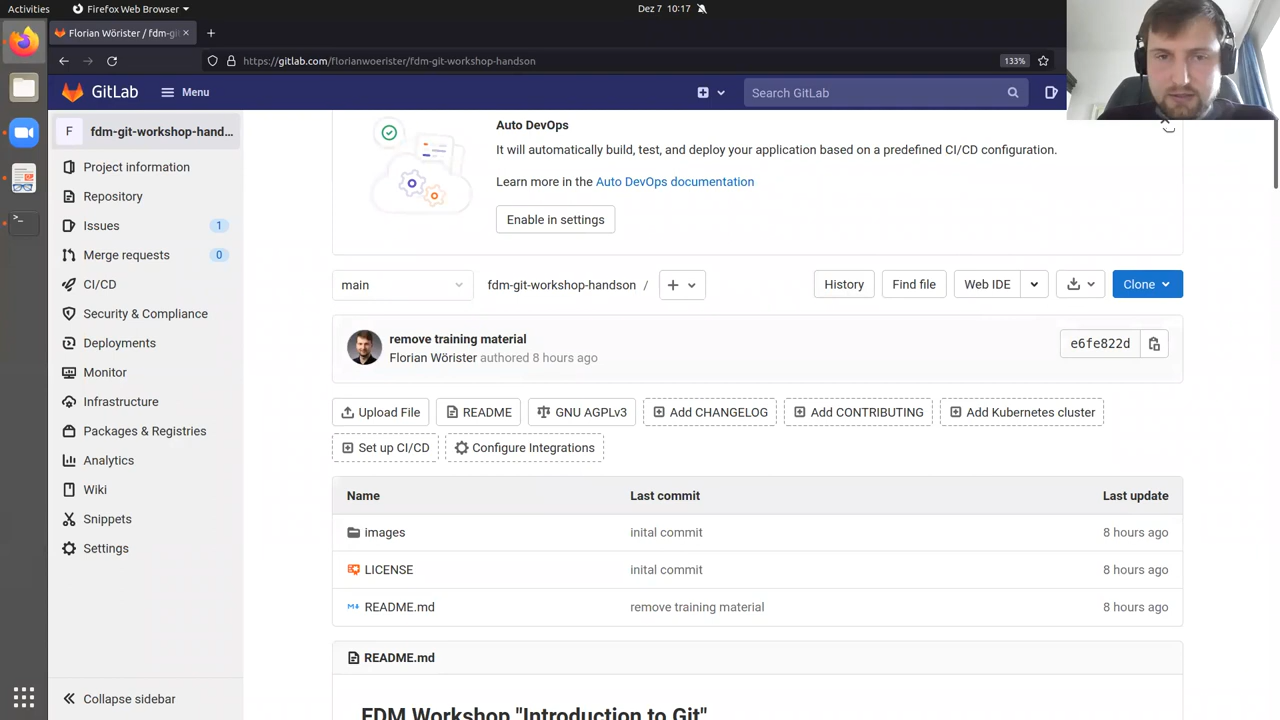 Activities
Firefox Web Browser
Dez 7 10:17
Florian Wörister / fdm-git
https://gitlab.com/florianwoerister/fdm-git-workshop-handson
133%
GitLab
Menu
Search GitLab
F
fdm-git-workshop-hand...
Project information
Repository
Issues
1
Merge requests
0
CI/CD
Security & Compliance
Deployments
Monitor
Infrastructure
Packages & Registries
Analytics
Wiki
Snippets
Settings
Collapse sidebar
Auto DevOps
It will automatically build, test, and deploy your application based on a predefined CI/CD configuration.
Learn more in the Auto DevOps documentation
Enable in settings
main
fdm-git-workshop-handson /
History
Find file
Web IDE
Clone
remove training material
Florian Wörister authored 8 hours ago
e6fe822d
Upload File
README
GNU AGPLv3
Add CHANGELOG
Add CONTRIBUTING
Add Kubernetes cluster
Set up CI/CD
Configure Integrations
Name
Last commit
Last update
images
inital commit
8 hours ago
LICENSE
inital commit
8 hours ago
README.md
remove training material
8 hours ago
README.md
FDM Workshop "Introduction to Git"